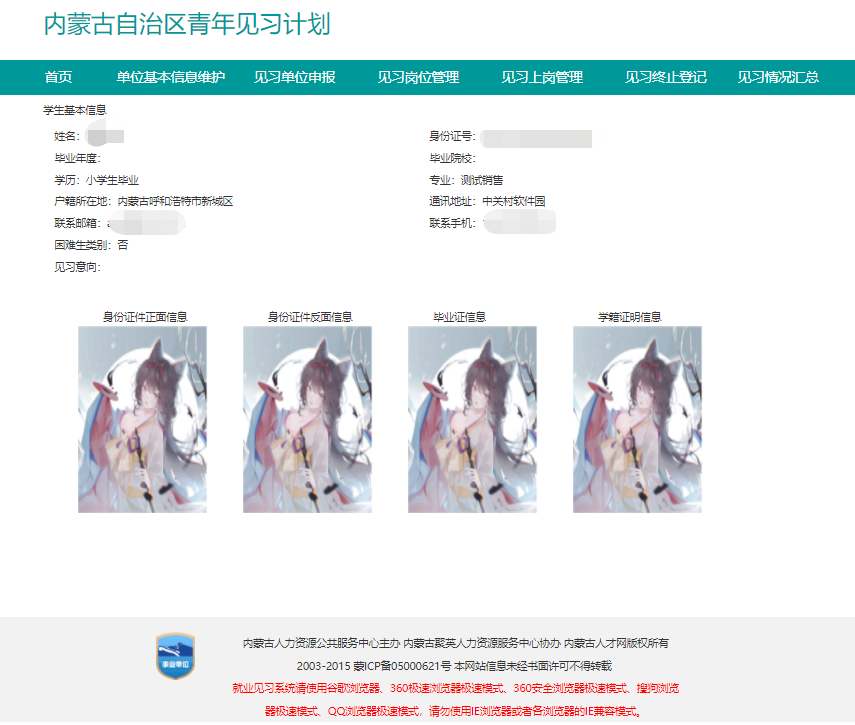 内蒙古自治区青年见习计划
首页 单位基本信息维护 见习单位申报 见习岗位管理 见习上岗管理 见习终止登记 见习情况汇总
学生基本信息
姓名： 身份证号：
毕业年度： 毕业院校：
学历：小学生毕业 专业：测试销售
户籍所在地：内蒙古呼和浩特市新城区 通讯地址：中关村软件园
联系邮箱： 联系手机：
困难生类别：否
见习意向：
身份证件正面信息 身份证件反面信息 毕业证信息 学籍证明信息
事业单位
内蒙古人力资源公共服务中心主办 内蒙古聚英人力资源服务中心协办 内蒙古人才网版权所有
2003-2015 蒙ICP备05000621号 本网站信息未经书面许可不得转载
就业见习系统请使用谷歌浏览器、360极速浏览器极速模式、360安全浏览器极速模式、搜狗浏览
器极速模式、QQ浏览器极速模式，请勿使用IE浏览器或者各浏览器的IE兼容模式。